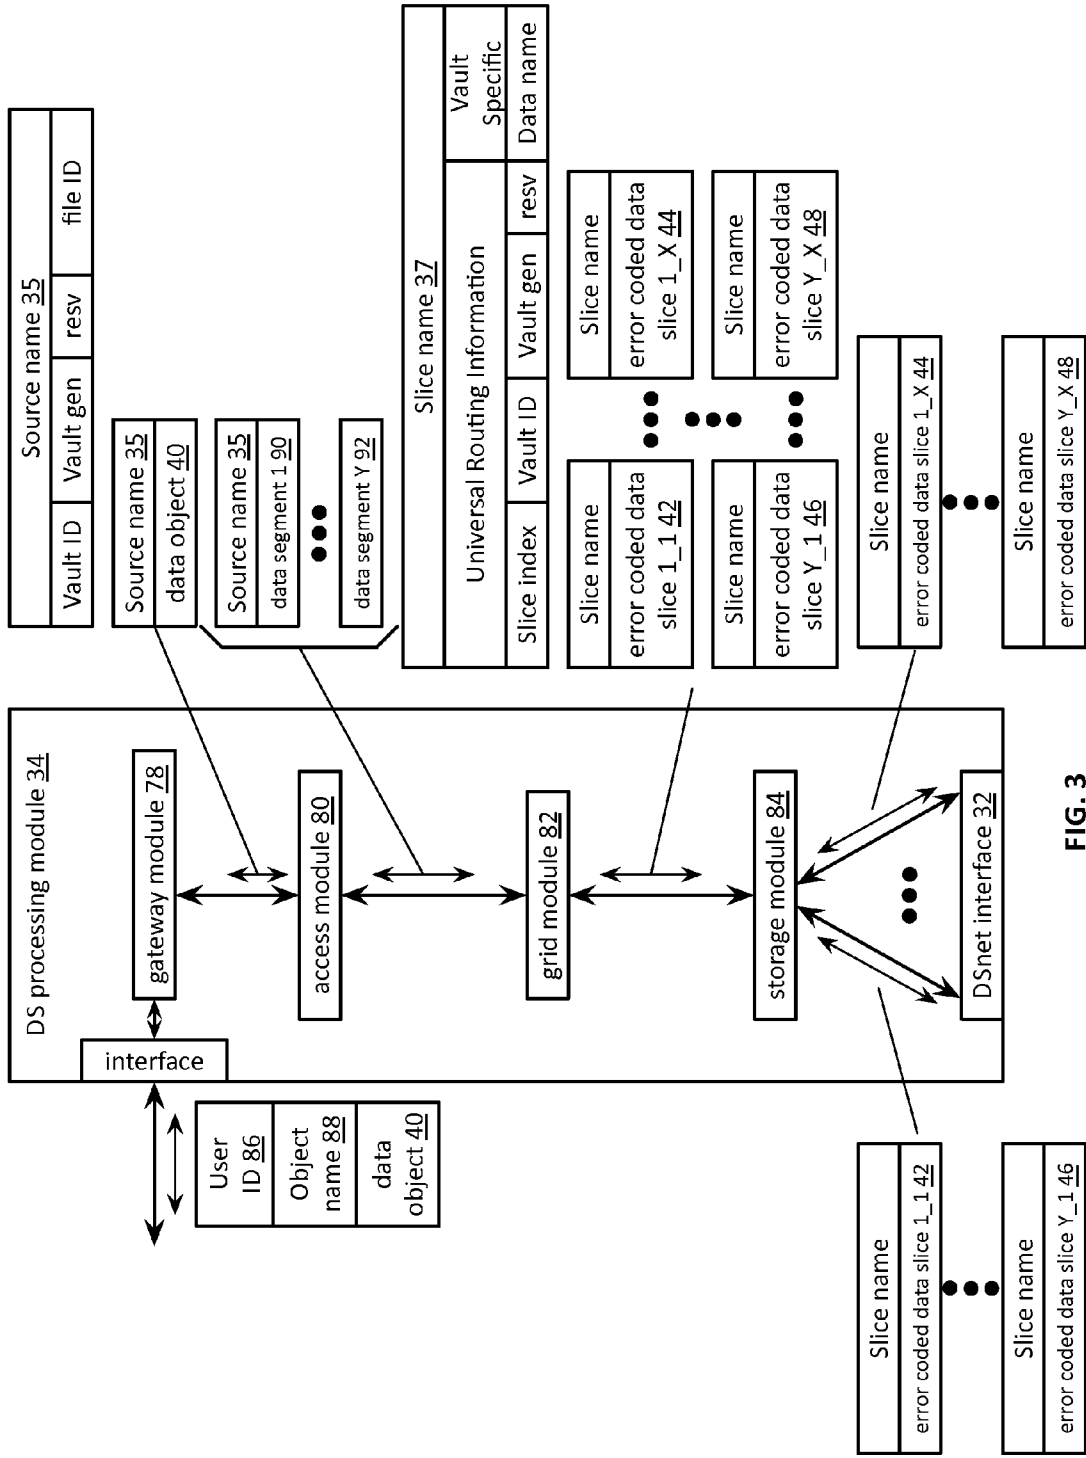 DS processing module 34
interface
gateway module 78
access module 80
grid module 82
storage module 84
DSnet interface 32
User
ID 86
Object
name 88
data
object 40
Source name 35
Vault ID
Vault gen
resv
file ID
Source name 35
data object 40
Source name 35
data segment 1 90
data segment Y 92
Slice name 37
Universal Routing Information
Vault
Specific
Slice index
Vault ID
Vault gen
resv
Data name
Slice name
error coded data
slice 1_1 42
Slice name
error coded data
slice 1_X 44
Slice name
error coded data
slice Y_1 46
Slice name
error coded data
slice Y_X 48
Slice name
error coded data slice 1_1 42
Slice name
error coded data slice Y_1 46
Slice name
error coded data slice 1_X 44
Slice name
error coded data slice Y_X 48
FIG. 3